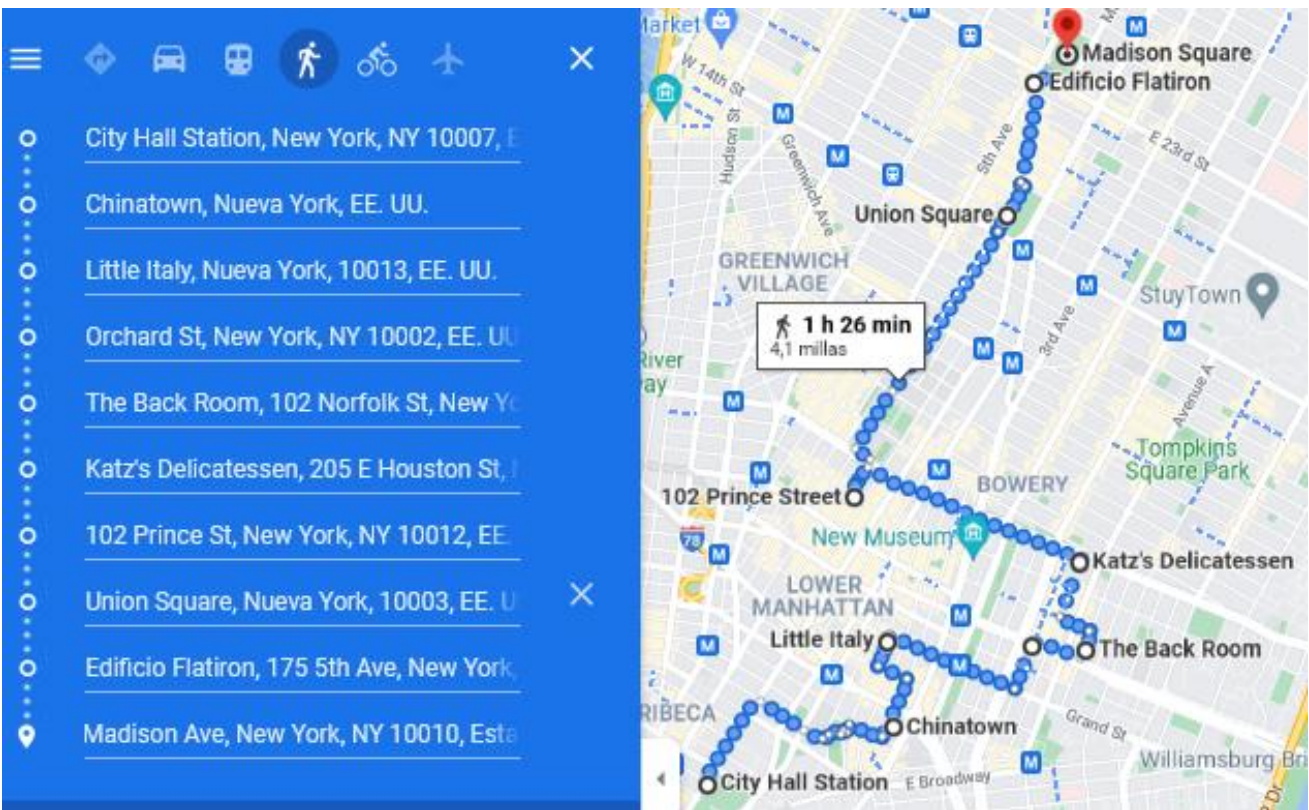 City Hall Station, New York, NY 10007, E
Chinatown, Nueva York, EE. UU.
Little Italy, Nueva York, 10013, EE. UU.
Orchard St, New York, NY 10002, EE. UU
The Back Room, 102 Norfolk St, New Yo
Katz's Delicatessen, 205 E Houston St,
102 Prince St, New York, NY 10012, EE.
Union Square, Nueva York, 10003, EE. U
Edificio Flatiron, 175 5th Ave, New York,
Madison Ave, New York, NY 10010, Esta
Market
M
Madison Square
Edificio Flatiron
W 14th St
M
Hudson St
Greenwich Ave
M
5th Ave
E 23rd St
Union Square
M
GREENWICH
VILLAGE
StuyTown
M
1 h 26 min
4,1 millas
M
3rd Ave
M
M
River
ay
M
Avenue A
Tompkins
Square Park
M
M
BOWERY
102 Prince Street
78
M
New Museum
Katz's Delicatessen
LOWER
MANHATTAN
M
Little Italy
M
M
The Back Room
M
RIBECA
Chinatown
Grand St
City Hall Station
E Broadway
M
Williamsburg Bri
Dr